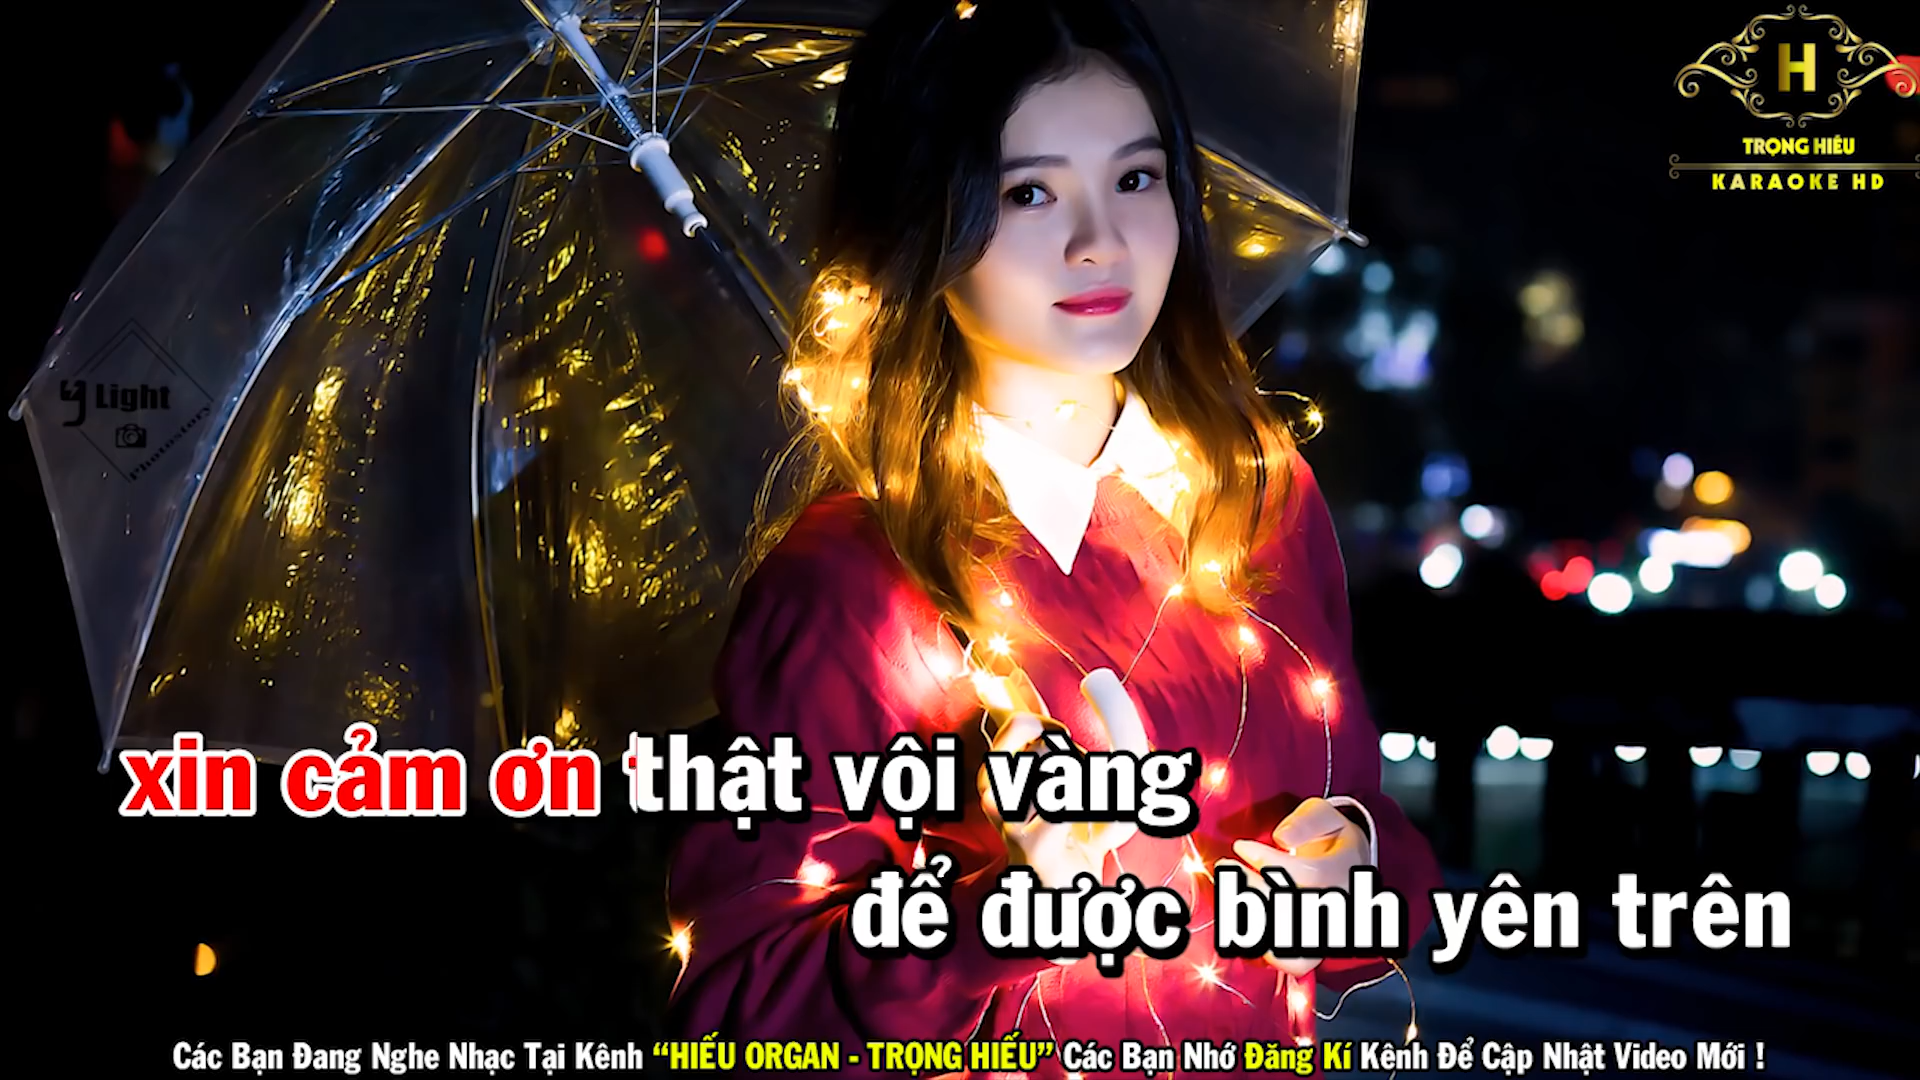 H
TRỌNG HIẾU
KARAOKE HD
Light
Photostory
xin cảm ơn thật vội vàng
để được bình yên trên
Các Bạn Đang Nghe Nhạc Tại Kênh “HIẾU ORGAN - TRỌNG HIẾU” Các Bạn Nhớ Đăng Kí Kênh Để Cập Nhật Video Mới !